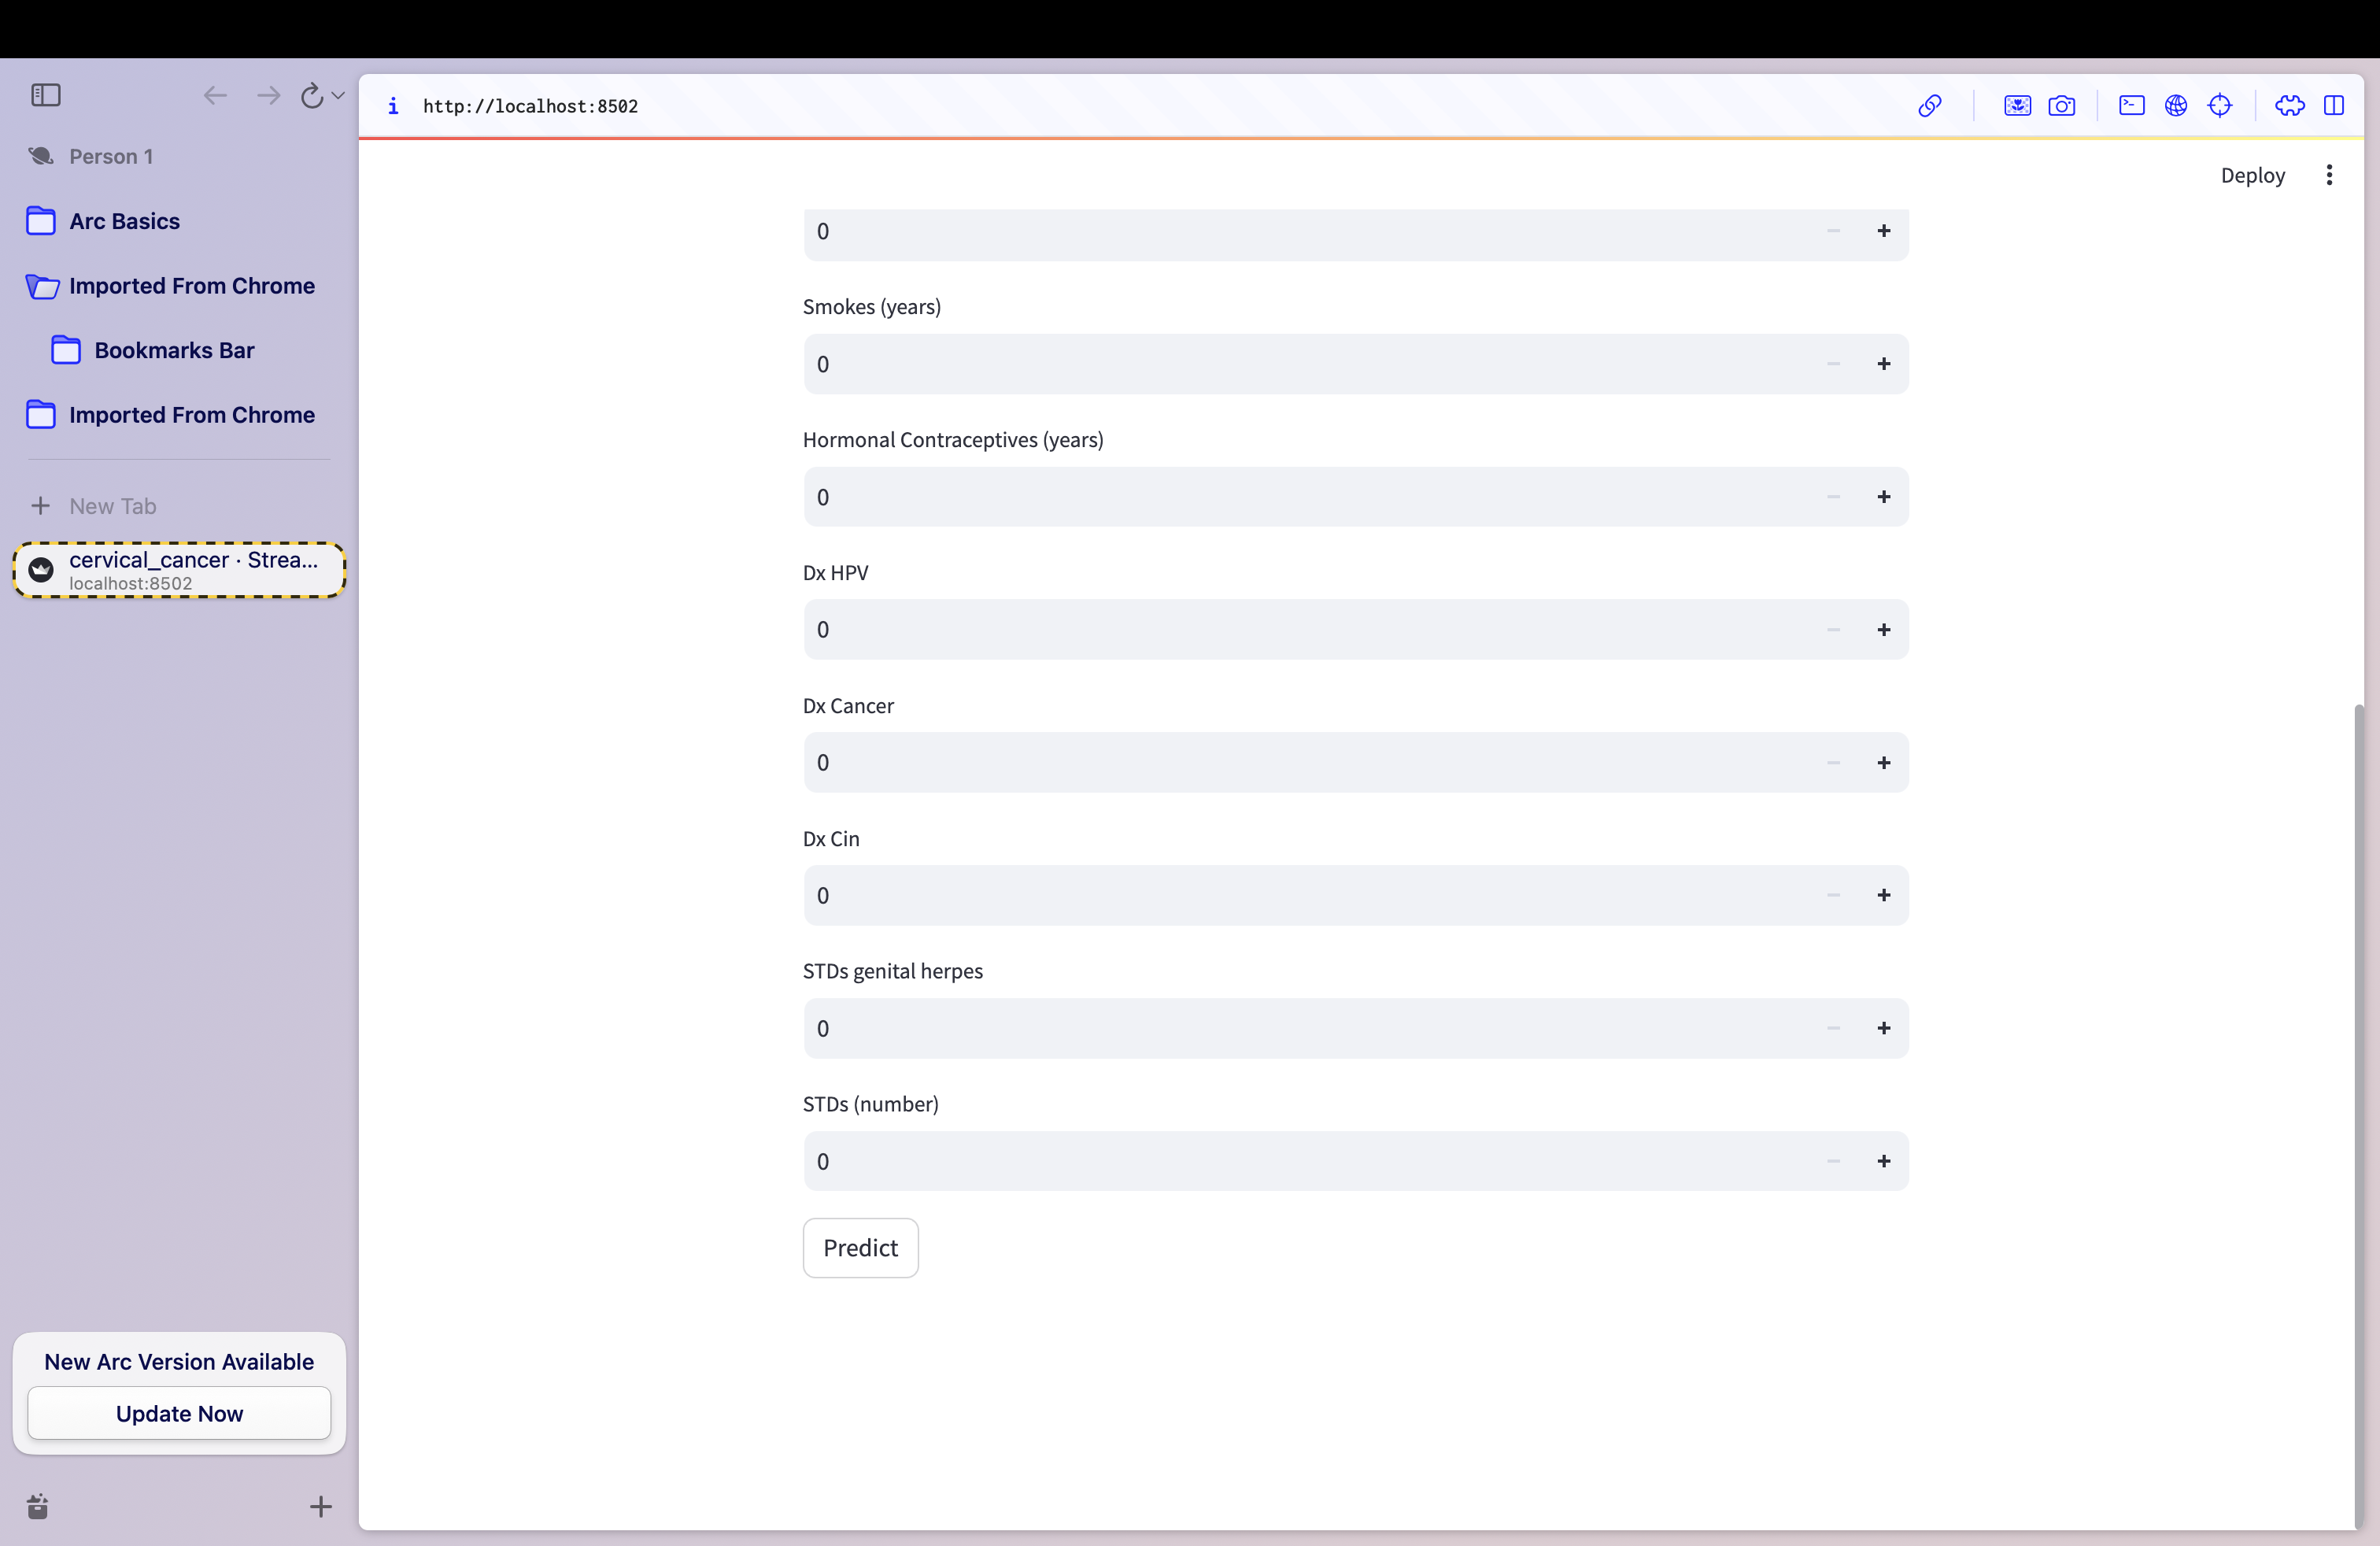 Person 1
Arc Basics
Imported From Chrome
Bookmarks Bar
Imported From Chrome
New Tab
cervical_cancer · Strea...
localhost:8502
New Arc Version Available
Update Now
http://localhost:8502
Deploy
0
Smokes (years)
0
Hormonal Contraceptives (years)
0
Dx HPV
0
Dx Cancer
0
Dx Cin
0
STDs genital herpes
0
STDs (number)
0
Predict